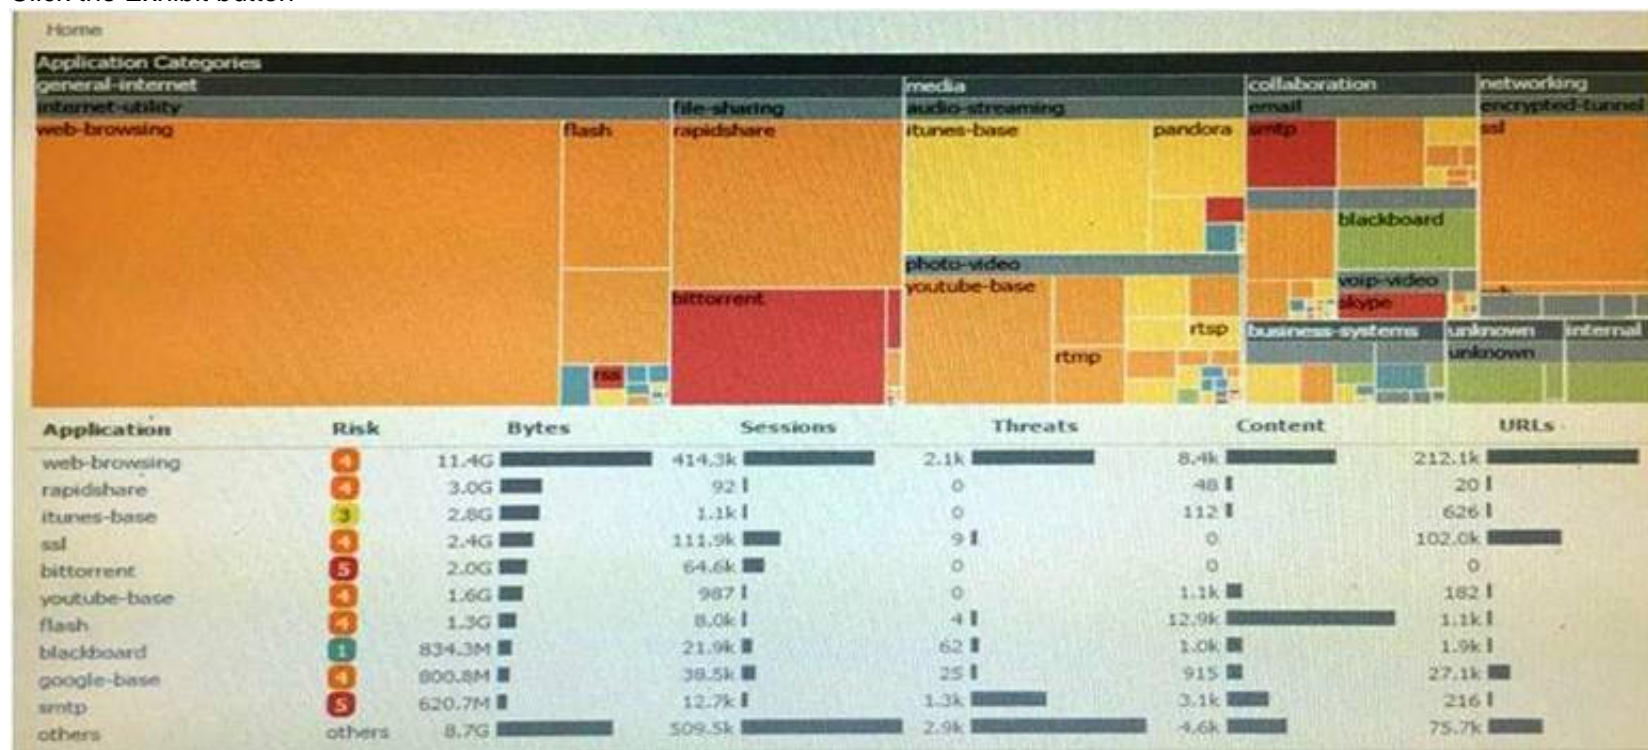 Click the Exhibit button
Home
Application Categories
general-internet media collaboration networking
internet-utility file-sharing audio-streaming email encrypted-tunnel
web-browsing flash rapidshare itunes-base pandora smtp ssl
blackboard
photo-video
voip-video
youtube-base
bittorrent skype
rtsp business-systems unknown internal
rtmp unknown
rss
Application Risk Bytes Sessions Threats Content URLs
web-browsing 4 11.4G 414.3k 2.1k 8.4k 212.1k
rapidshare 4 3.0G 92 0 48 20
itunes-base 3 2.8G 1.1k 0 112 626
ssl 4 2.4G 111.9k 9 0 102.0k
bittorrent 5 2.0G 64.6k 0 0 0
youtube-base 4 1.6G 987 0 1.1k 182
flash 4 1.3G 8.0k 4 12.9k 1.1k
blackboard 1 834.3M 21.9k 62 1.0k 1.9k
google-base 4 800.8M 38.5k 25 915 27.1k
smtp 5 620.7M 12.7k 1.3k 3.1k 216
others others 8.7G 509.5k 2.9k 4.6k 75.7k